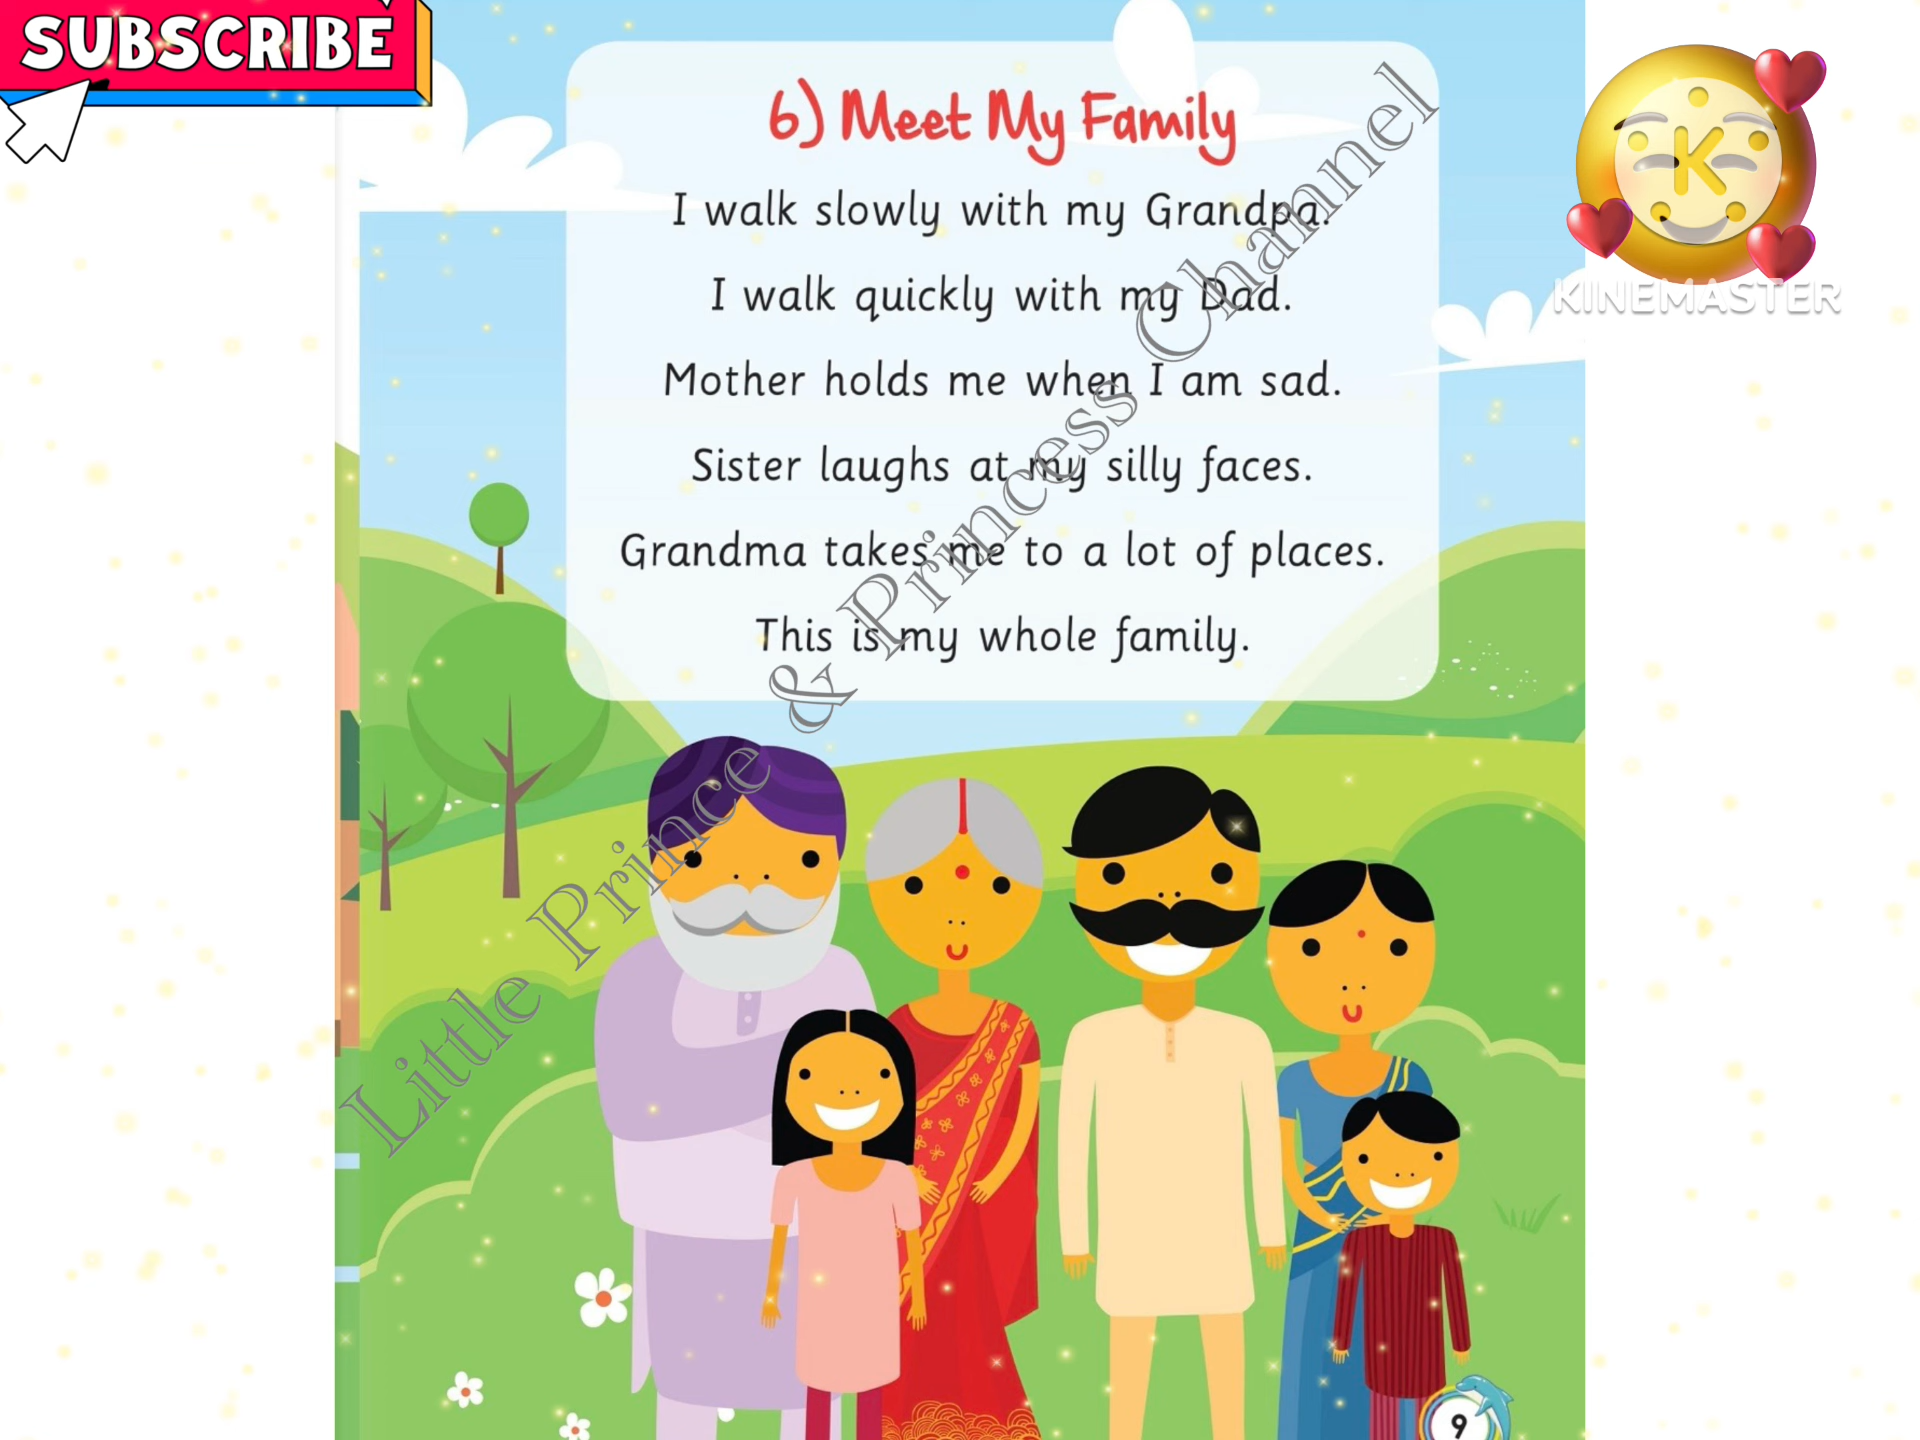 SUBSCRIBE
6) Meet My Family
I walk slowly with my Grandpa.
I walk quickly with my Dad.
Mother holds me when I am sad.
Sister laughs at my silly faces.
Grandma takes me to a lot of places.
This is my whole family.
Little Prince & Princess Channel
K
KINEMASTER
9